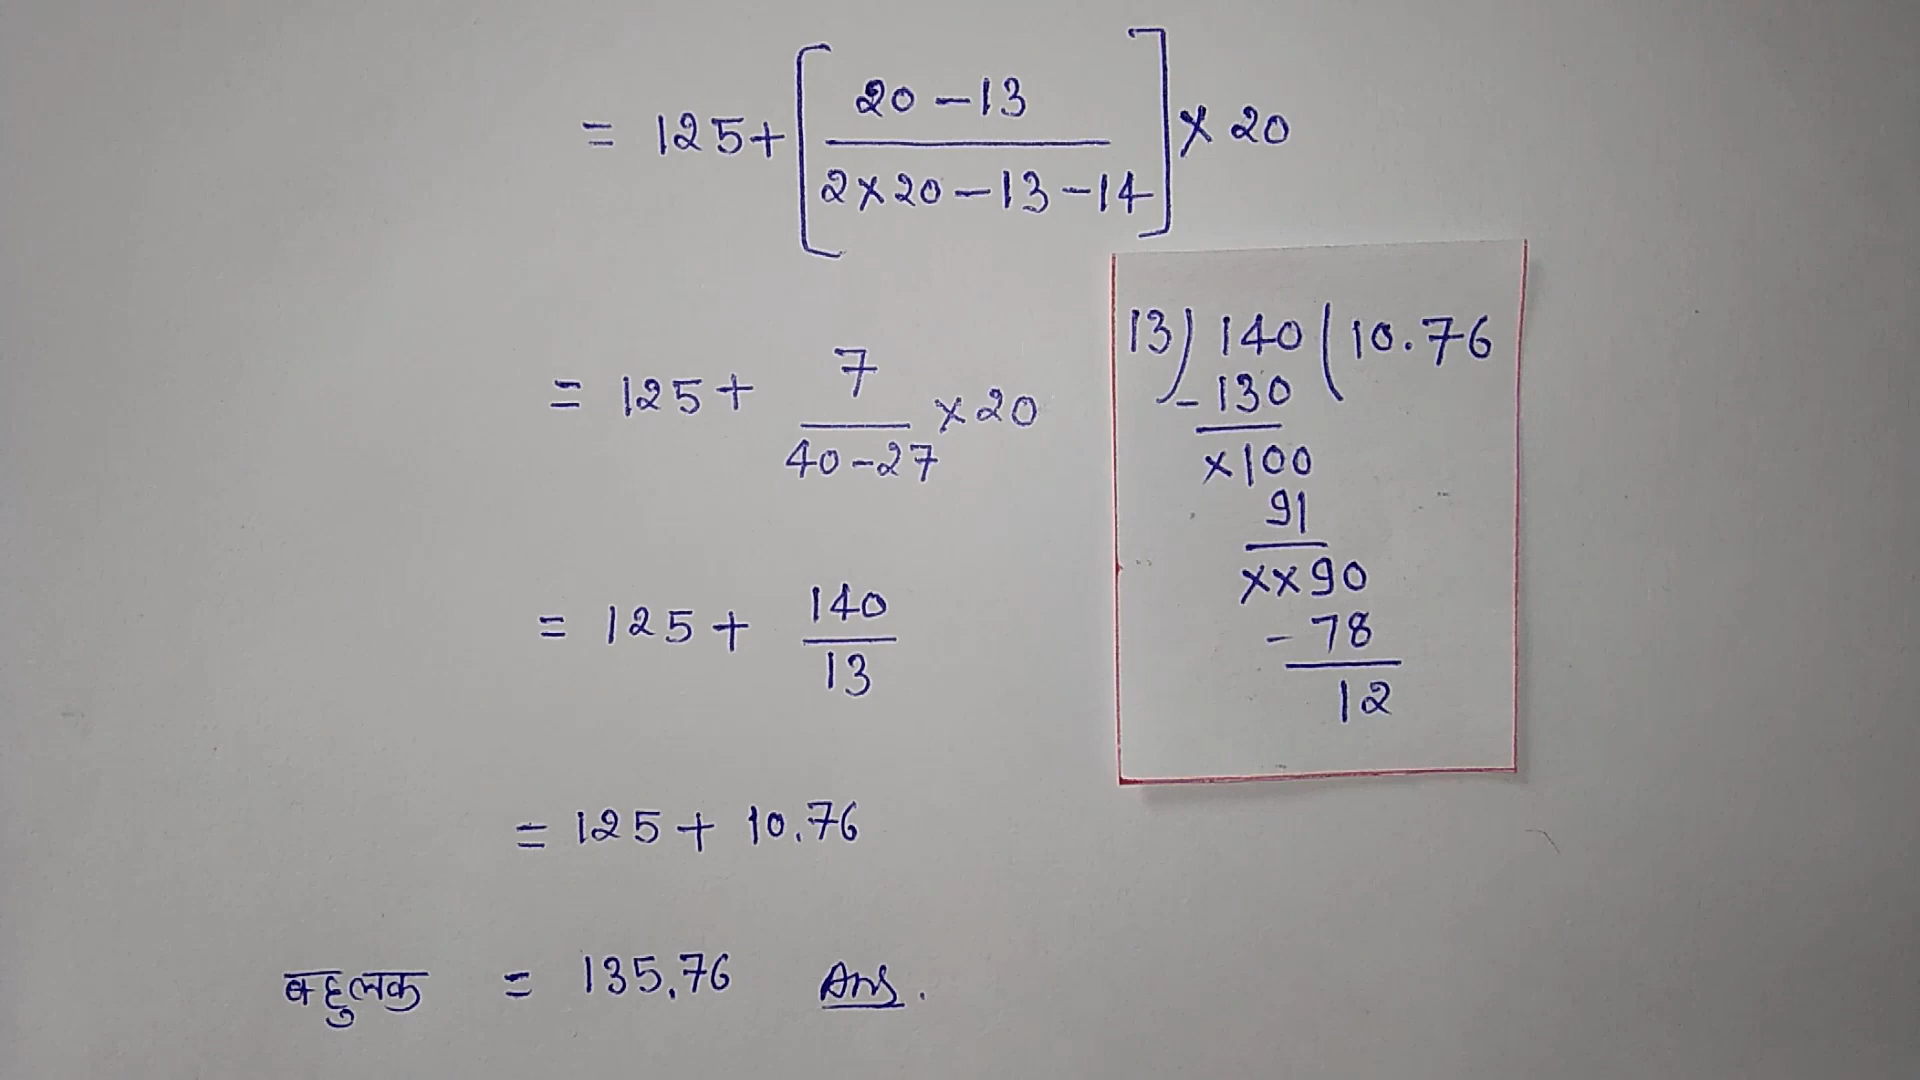 = 125+ [ 20 – 13 / 2 × 20 – 13 – 14 ] × 20
= 125 + 7 / 40 – 27 × 20
= 125 + 140 / 13
= 125 + 10.76
बहुलक = 135.76 Ans.
13) 140 ( 10.76
– 130
×100
91
××90
– 78
12